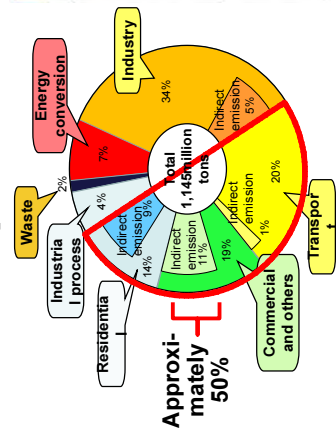 Waste
Energy
conversion
Industria
l process
Industry
Residentia
l
2%
4%
7%
34%
14%
Indirect
emission
9%
Total
1,145million
tons
Indirect
emission
5%
Indirect
emission
11%
19%
Indirect
emission
1%
20%
Approxi-
mately
50%
Commercial
and others
Transpor
t